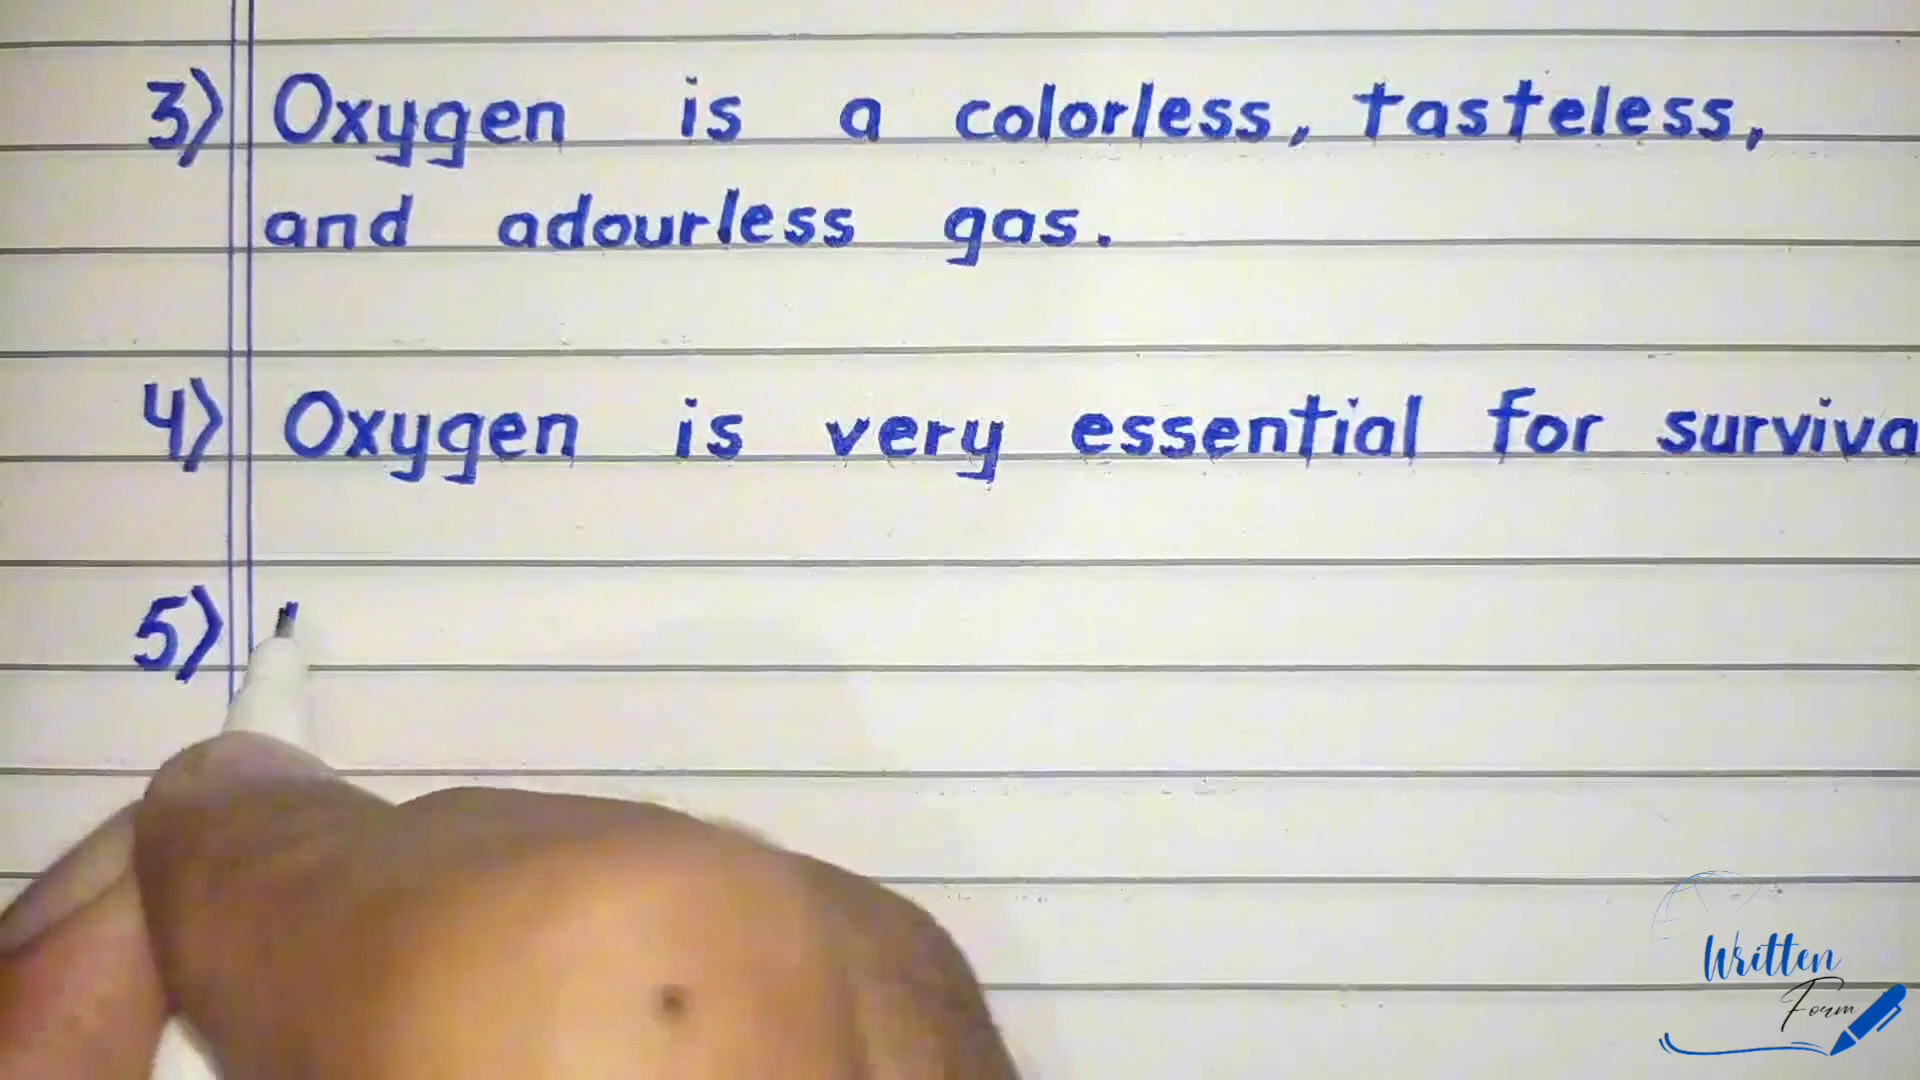 3) Oxygen is a colorless, tasteless,
and adourless gas.
4) Oxygen is very essential for surviva
5)
Written
Form